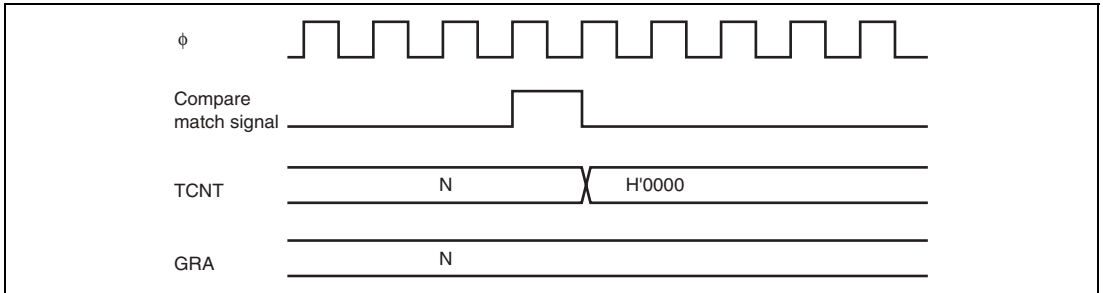 ϕ
Compare
match signal
TCNT N H'0000
GRA N